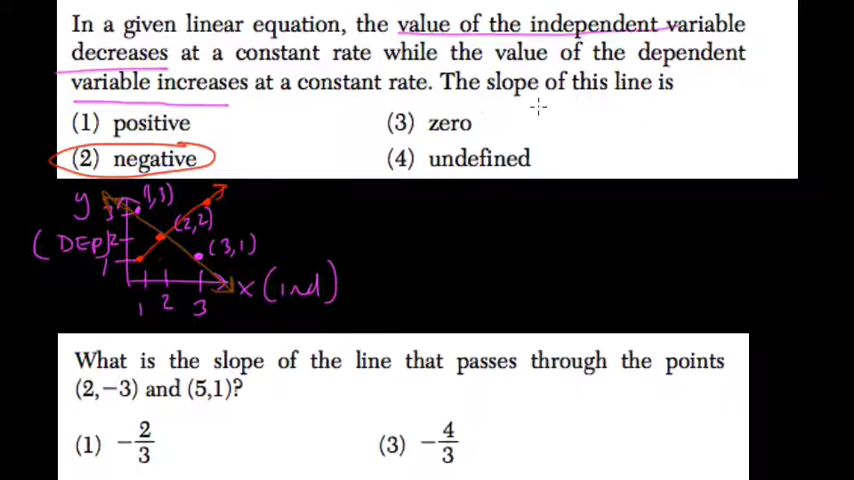 In a given linear equation, the value of the independent variable
decreases at a constant rate while the value of the dependent
variable increases at a constant rate. The slope of this line is
(1) positive (3) zero
(2) negative (4) undefined
y 3 (1,3)
(2,2)
(DEP) 2 (3,1)
1
x (ind)
1 2 3
What is the slope of the line that passes through the points
(2,−3) and (5,1)?
(1) −2/3 (3) −4/3